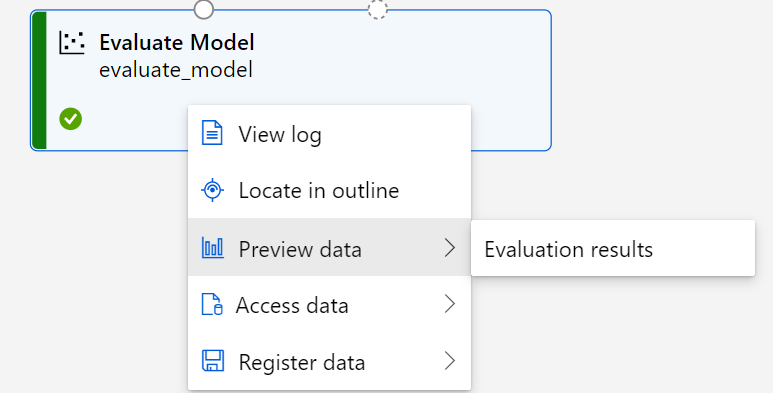 Evaluate Model
evaluate_model
View log
Locate in outline
Preview data
Evaluation results
Access data
Register data